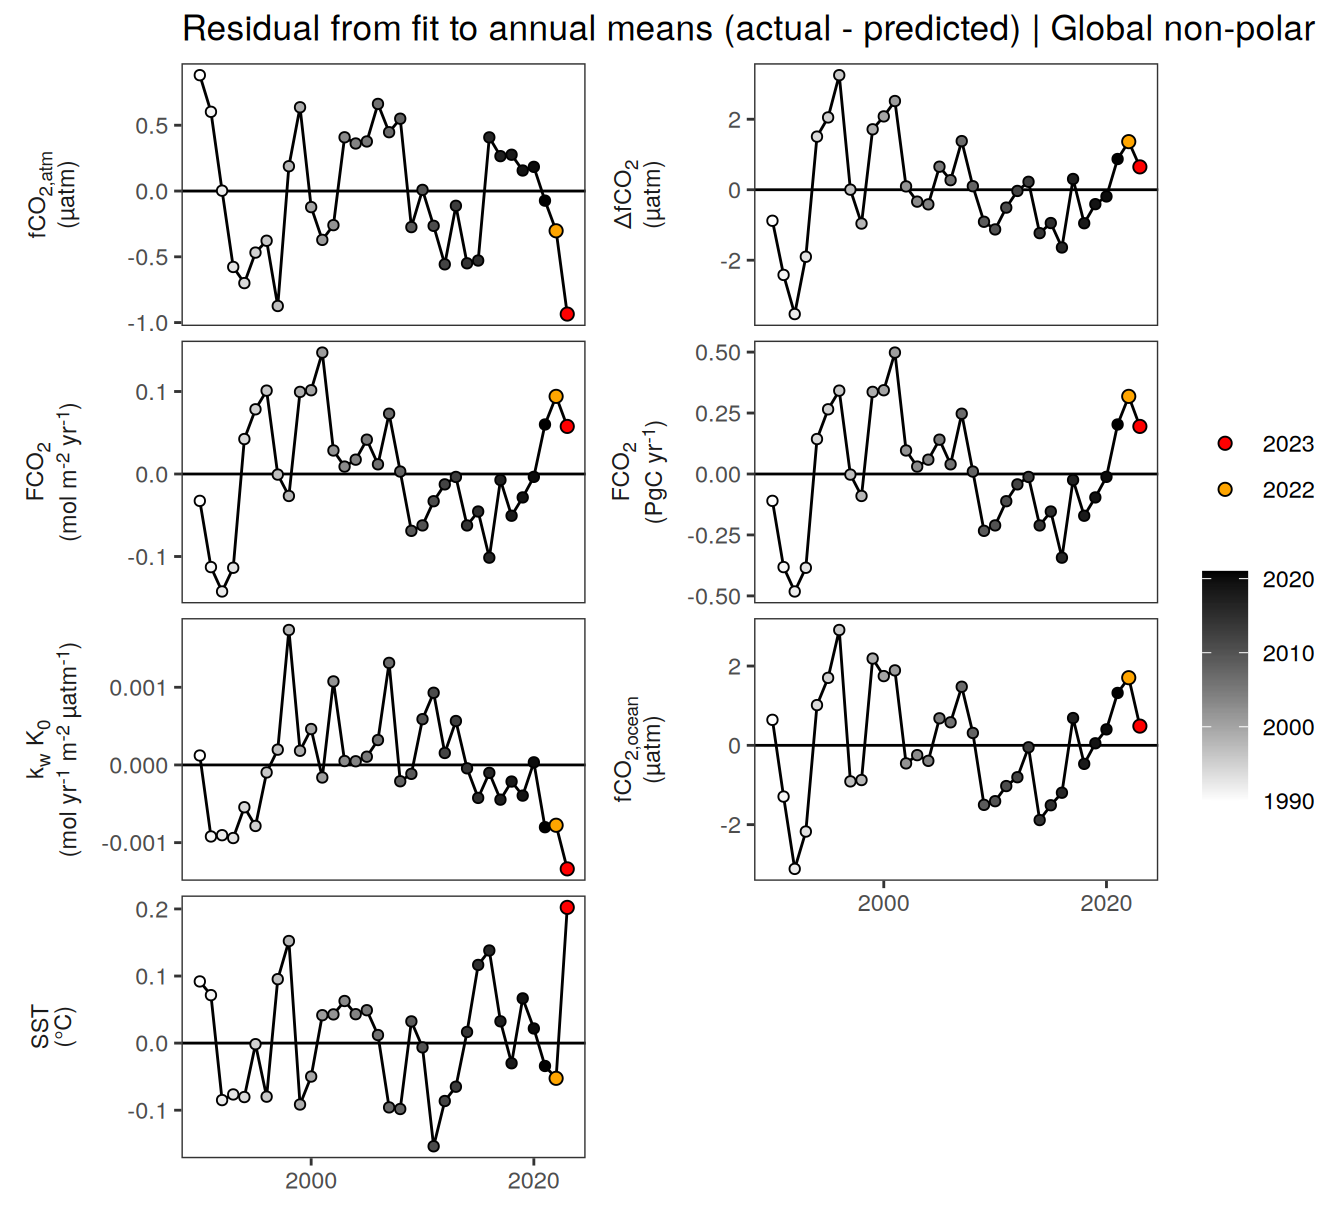 Residual from fit to annual means (actual - predicted) | Global non-polar
fCO2,atm
(µatm)
0.5
0.0
-0.5
-1.0
ΔfCO2
(µatm)
2
0
-2
FCO2
(mol m-2 yr-1)
0.1
0.0
-0.1
FCO2
(PgC yr-1)
0.50
0.25
0.00
-0.25
-0.50
kw K0
(mol yr-1 m-2 µatm-1)
0.001
0.000
-0.001
fCO2,ocean
(µatm)
2
0
-2
2000 2020
SST
(°C)
0.2
0.1
0.0
-0.1
2000 2020
2023
2022
2020
2010
2000
1990